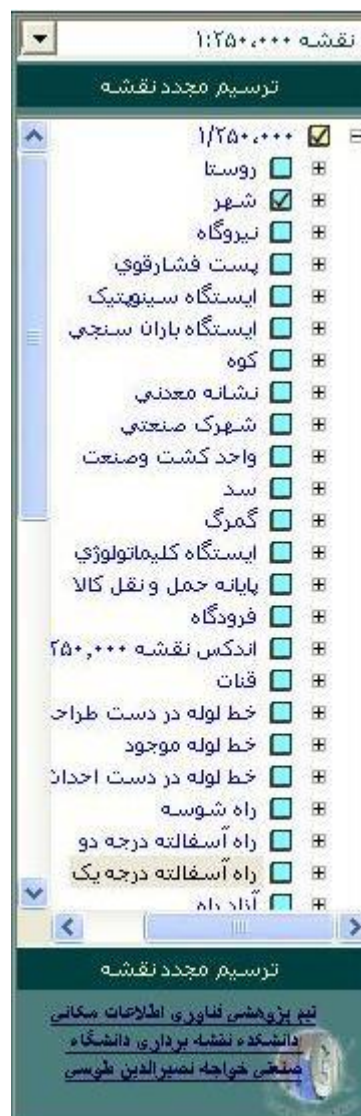 نقشه ۱:۲۵۰،۰۰۰
ترسیم مجدد نقشه
۱/۲۵۰،۰۰۰
روستا
شهر
نیروگاه
پست فشارقوي
ایستگاه سینوپتیک
ایستگاه باران سنجي
کوه
نشانه معدني
شهرک صنعتي
واحد کشت وصنعت
سد
گمرگ
ایستگاه کلیماتولوژي
پایانه حمل و نقل کالا
فرودگاه
اندکس نقشه ۲۵۰,۰۰۰
قنات
خط لوله در دست طراح
خط لوله موجود
خط لوله در دست احداث
راه شوسه
راه آسفالته درجه دو
راه آسفالته درجه یک
آزاد راه
ترسیم مجدد نقشه
تیم پژوهشی فناوری اطلاعات مکانی
دانشکده نقشه برداری دانشگاه
صنعتی خواجه نصیرالدین طوسی